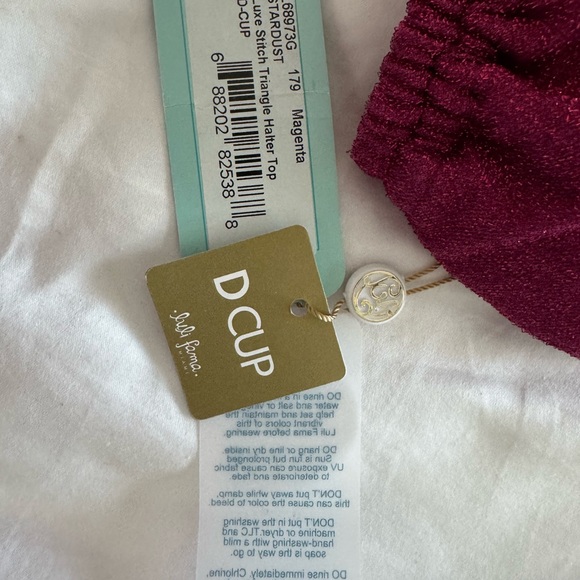 L68973G 179 Magenta
STARDUST
Luxe Stitch Triangle Halter Top
D-CUP
6 88202 82538 8
D CUP
luli fama
MIAMI
DO rinse in a
water and salt or vinegar
help set and maintain the
vibrant colors of this
Luli Fama before wearing.
DO hang or line dry inside.
Sun is fun but prolonged
UV exposure can cause fabric
to deteriorate and fade.
DON'T put away while damp,
this can cause the color to bleed.
DON'T put in the washing
machine or dryer. TLC and
hand-washing with a mild
soap is the way to go.
DO rinse immediately. Chlorine,